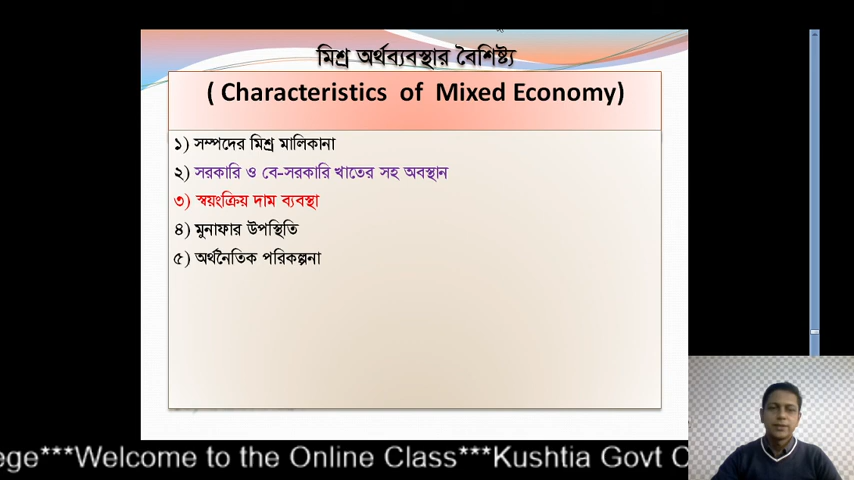 মিশ্র অর্থব্যবস্থার বৈশিষ্ট্য
( Characteristics of Mixed Economy)
১) সম্পদের মিশ্র মালিকানা
২) সরকারি ও বে-সরকারি খাতের সহ অবস্থান
৩) স্বয়ংক্রিয় দাম ব্যবস্থা
৪) মুনাফার উপস্থিতি
৫) অর্থনৈতিক পরিকল্পনা
ege***Welcome to the Online Class***Kushtia Govt C